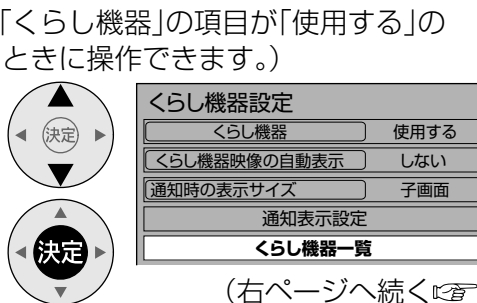 「くらし機器」の項目が「使用する」の
ときに操作できます。）
くらし機器設定
決定
くらし機器 使用する
くらし機器映像の自動表示 しない
通知時の表示サイズ 子画面
通知表示設定
決定
くらし機器一覧
（右ページへ続く☞